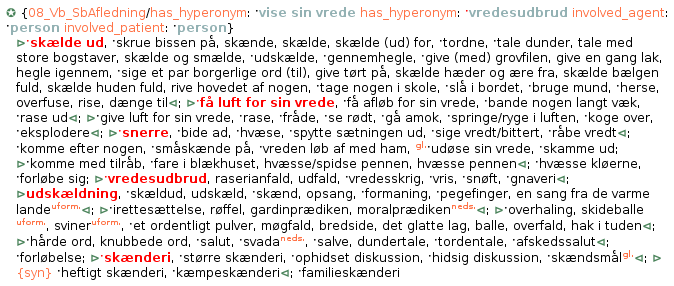 ✪ {08_Vb_SbAfledning/has_hyperonym: ·vise sin vrede has_hyperonym: ·vredesudbrud involved_agent:
·person involved_patient: ·person}
⊳·skælde ud, ·skrue bissen på, skænde, skælde, skælde (ud) for, ·tordne, ·tale dunder, tale med
store bogstaver, skælde og smælde, ·udskælde, ·gennemhegle, ·give (med) grovfilen, give en gang lak,
hegle igennem, ·sige et par borgerlige ord (til), give tørt på, skælde hæder og ære fra, skælde bælgen
fuld, skælde huden fuld, rive hovedet af nogen, ·tage nogen i skole, ·slå i bordet, ·bruge mund, ·herse,
overfuse, rise, dænge til⊲; ⊳·få luft for sin vrede, ·få afløb for sin vrede, ·bande nogen langt væk,
·rase ud⊲; ⊳·give luft for sin vrede, ·rase, ·fråde, ·se rødt, ·gå amok, ·springe/ryge i luften, ·koge over,
·eksplodere⊲; ⊳·snerre, ·bide ad, ·hvæse, ·spytte sætningen ud, ·sige vredt/bittert, ·råbe vredt⊲;
·komme efter nogen, ·småskænde på, ·vreden løb af med ham, gl.·udøse sin vrede, ·skamme ud;
⊳·komme med tilråb, ·fare i blækhuset, hvæsse/spidse pennen, hvæsse pennen⊲; ·hvæsse kløerne,
·forløbe sig; ⊳·vredesudbrud, raserianfald, udfald, ·vredesskrig, ·vris, ·snøft, ·gnaveri⊲;
⊳udskældning, ·skældud, udskæld, ·skænd, opsang, ·formaning, ·pegefinger, en sang fra de varme
landeuform.⊲; ⊳·irettesættelse, røffel, gardinprædiken, moralprædikenneds.⊲; ⊳·overhaling, skideballe
uform., svineruform., ·et ordentligt pulver, møgfald, bredside, det glatte lag, balle, overfald, hak i tuden⊲;
⊳·hårde ord, knubbede ord, ·salut, ·svadaneds., ·salve, dundertale, ·tordentale, ·afskedssalut⊲;
·forløbelse; ⊳·skænderi, ·større skænderi, ophidset diskussion, hidsig diskussion, ·skændsmålgl.⊲; ⊳
{syn} ·heftigt skænderi, ·kæmpeskænderi⊲; ·familieskænderi